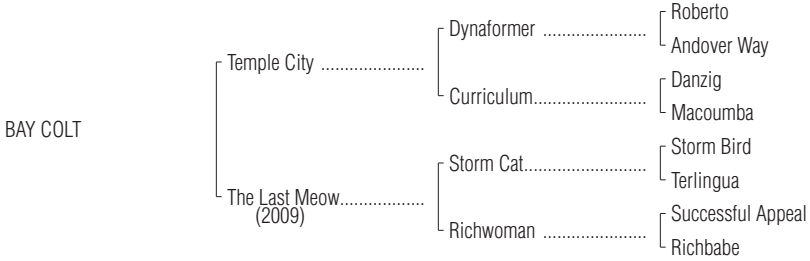 Roberto
Dynaformer ......................
Andover Way
Temple City ......................
Danzig
Curriculum........................
Macoumba
BAY COLT
Storm Bird
Storm Cat..........................
Terlingua
The Last Meow..................
(2009)
Successful Appeal
Richwoman ......................
Richbabe